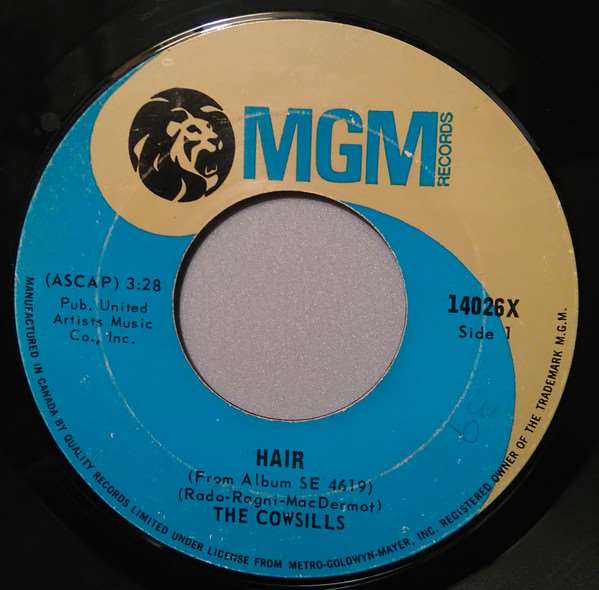 MGM
RECORDS
(ASCAP) 3:28
Pub. United
Artists Music
Co., Inc.
14026X
Side 1
HAIR
(From Album SE 4619)
(Rado-Ragni-MacDermot)
THE COWSILLS
MANUFACTURED IN CANADA BY QUALITY RECORDS LIMITED UNDER LICENSE FROM METRO-GOLDWYN-MAYER, INC. REGISTERED OWNER OF THE TRADEMARK M.G.M.